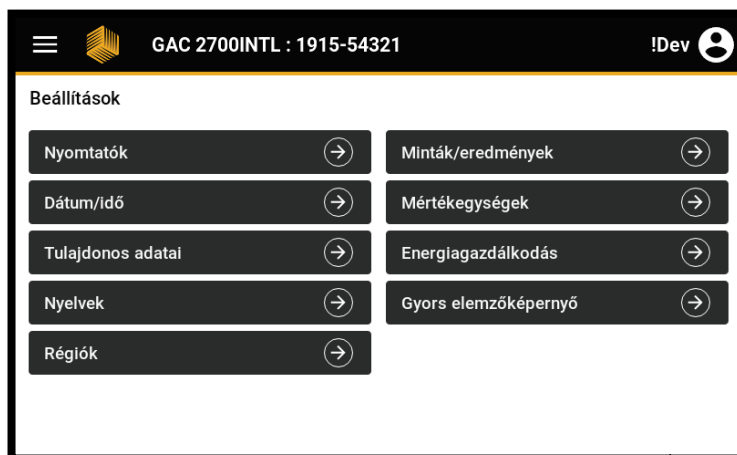 GAC 2700INTL : 1915-54321
!Dev
Beállítások
Nyomtatók
Minták/eredmények
Dátum/idő
Mértékegységek
Tulajdonos adatai
Energiagazdálkodás
Nyelvek
Gyors elemzőképernyő
Régiók